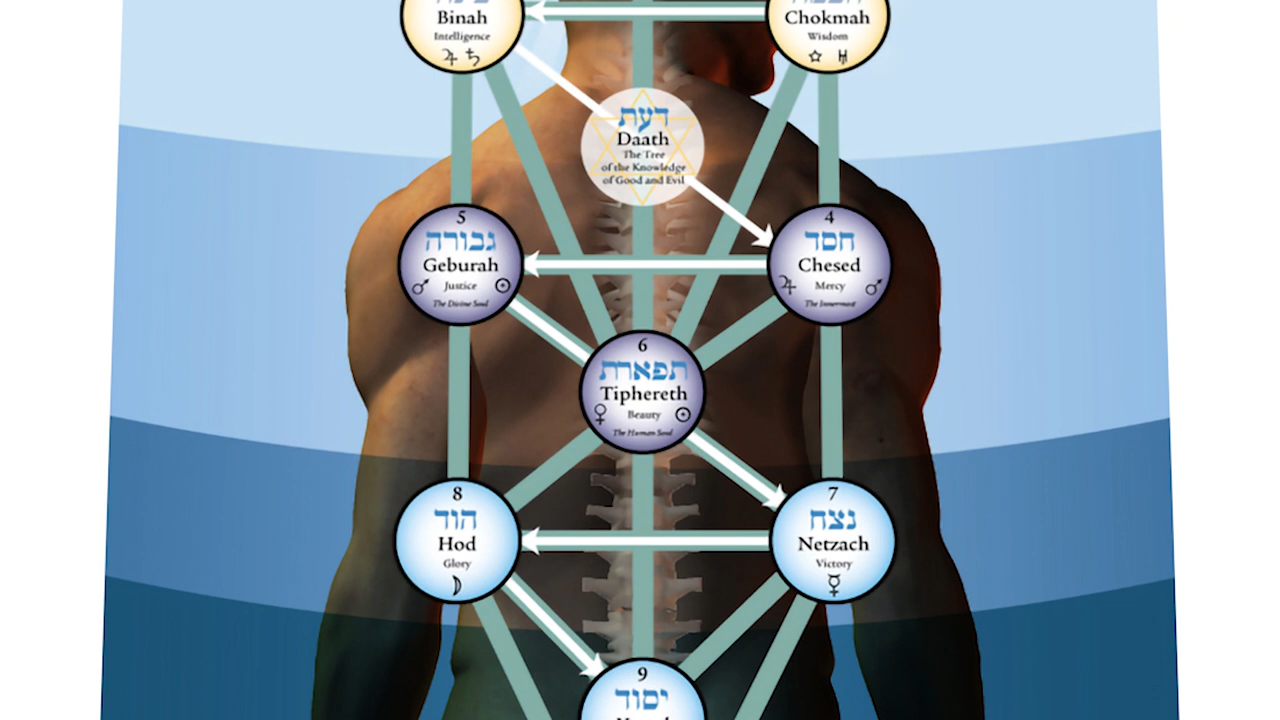 Binah
Intelligence
♃ ♄
Chokmah
Wisdom
☆ ♅
דעת
Daath
The Tree
of the Knowledge
of Good and Evil
5
גבורה
Geburah
♂ Justice ☉
The Divine Soul
4
חסד
Chesed
♃ Mercy ♂
The Innermost
6
תפארת
Tiphereth
♀ Beauty ☉
The Human Soul
8
הוד
Hod
Glory
☽
7
נצח
Netzach
Victory
☿
9
יסוד